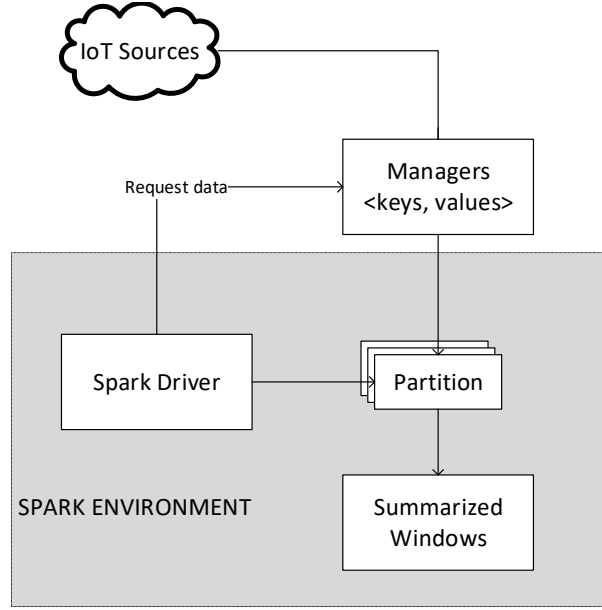 IoT Sources
Managers
<keys, values>
Request data
Spark Driver
Partition
SPARK ENVIRONMENT
Summarized
Windows